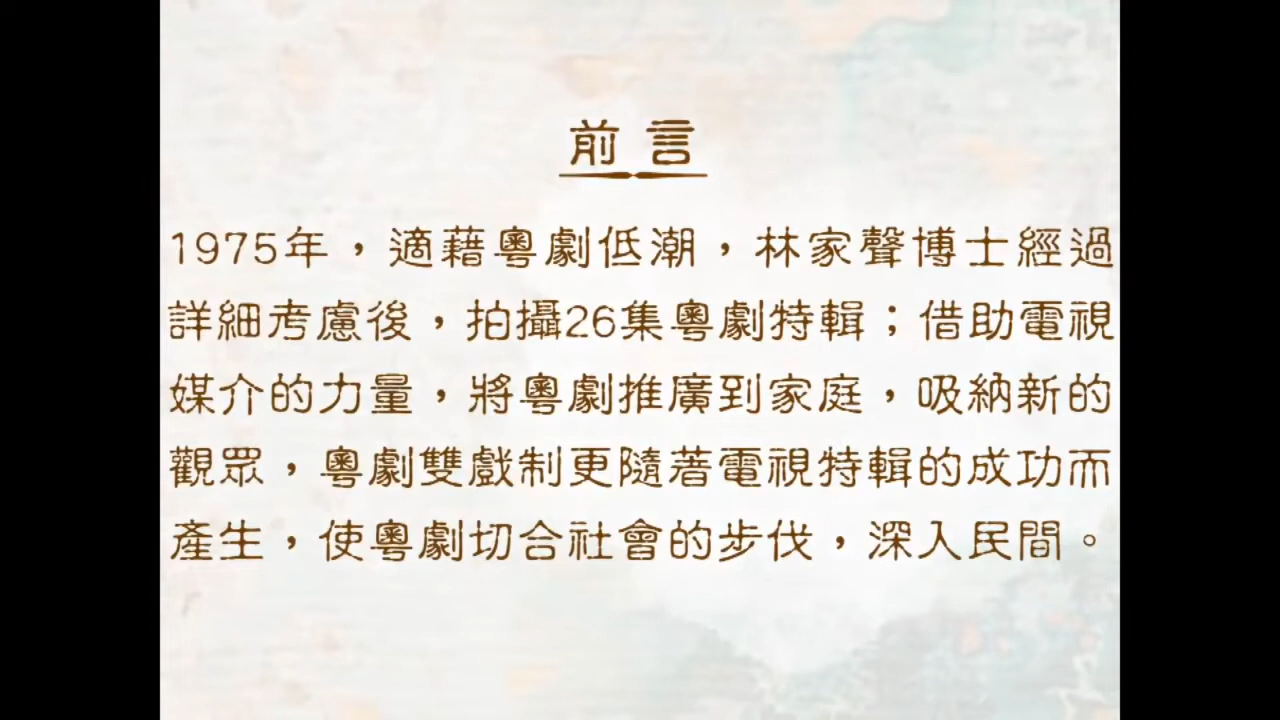 前言
1975年，適藉粵劇低潮，林家聲博士經過
詳細考慮後，拍攝26集粵劇特輯；借助電視
媒介的力量，將粵劇推廣到家庭，吸納新的
觀眾，粵劇雙戲制更隨著電視特輯的成功而
產生，使粵劇切合社會的步伐，深入民間。